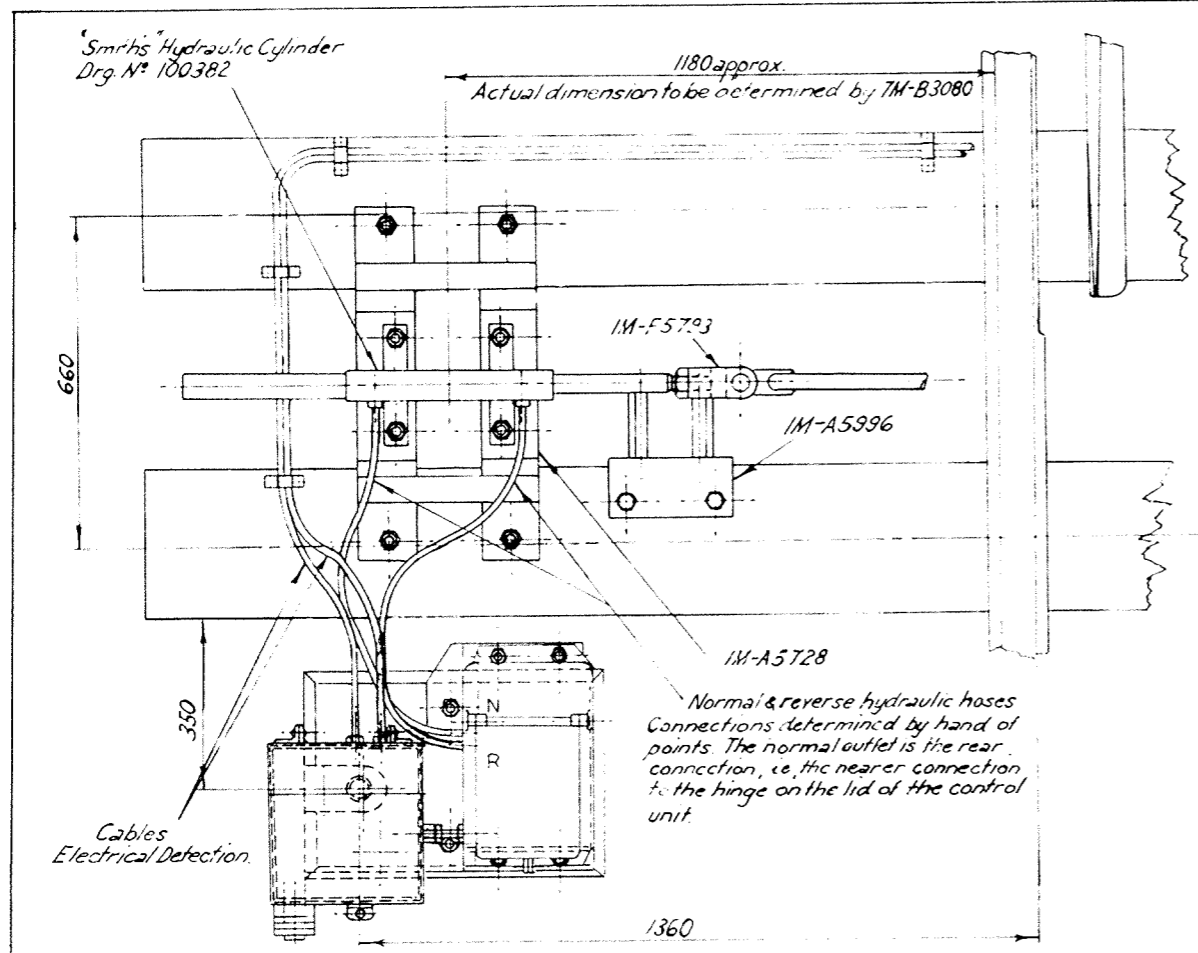 "Smith's" Hydraulic Cylinder
Drg. Nº 100382
1180 approx.
Actual dimension to be determined by 7M-B3080
660
1M-F5793
1M-A5996
1M-A5728
350
N
R
Normal & reverse hydraulic hoses
Connections determined by hand of
points. The normal outlet is the rear
connection, i.e, the nearer connection
to the hinge on the lid of the control
unit.
Cables
Electrical Detection.
1360